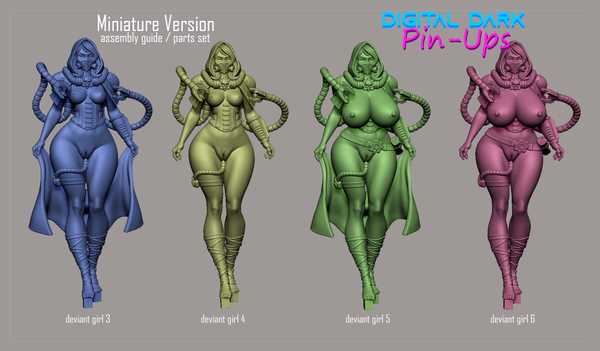 Miniature Version
assembly guide / parts set
DIGITAL DARK
Pin-Ups
deviant girl 3
deviant girl 4
deviant girl 5
deviant girl 6